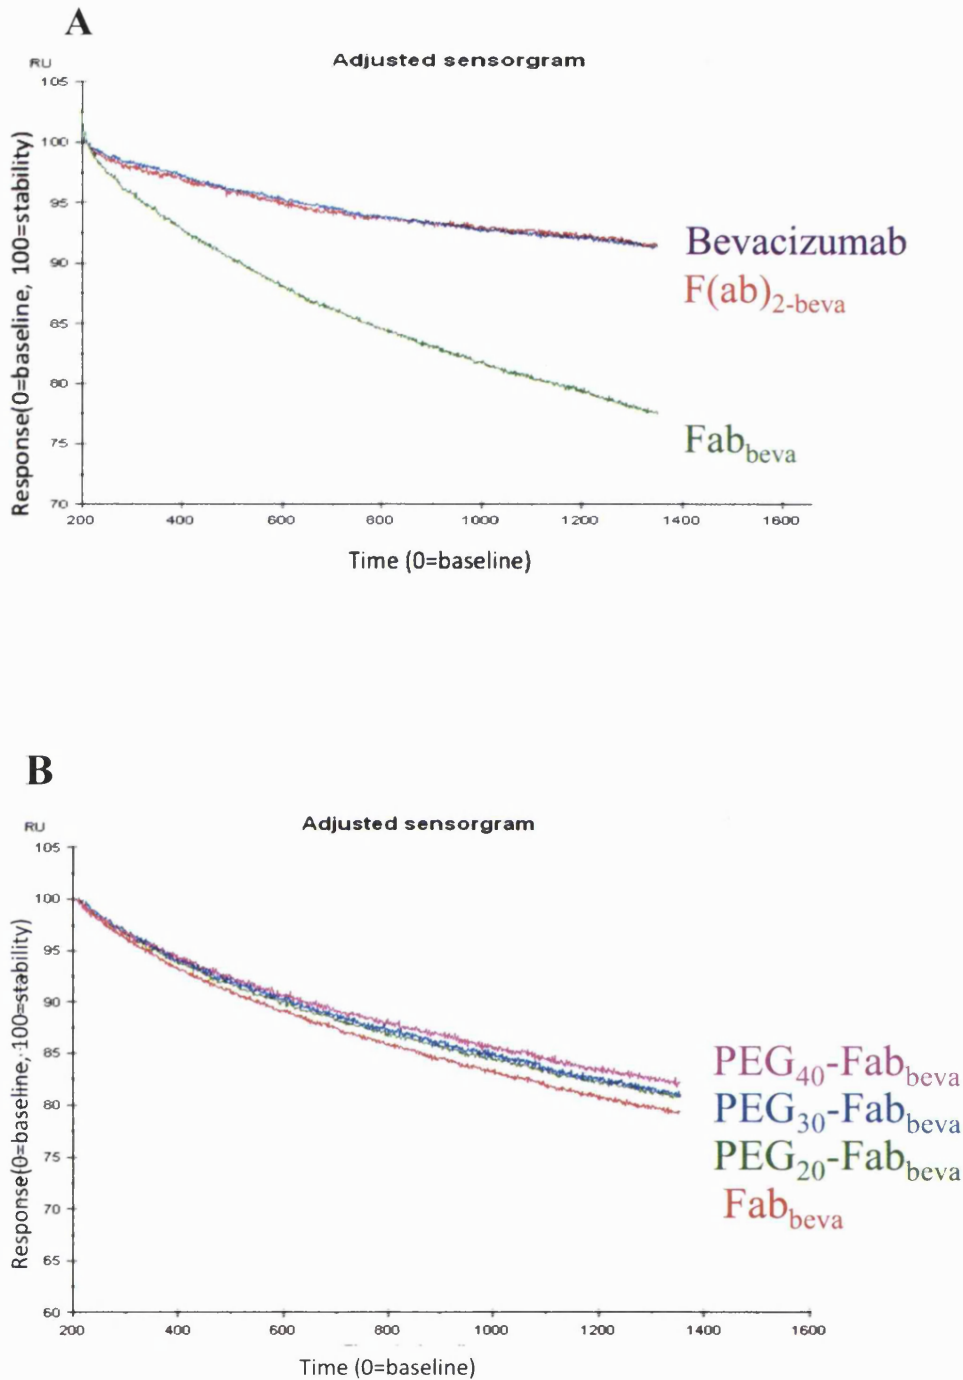 A
Adjusted sensorgram
RU
105
100
95
90
85
80
75
70
Response(0=baseline, 100=stability)
200 400 600 800 1000 1200 1400 1600
Time (0=baseline)
Bevacizumab
F(ab)2-beva
Fabbeva
B
Adjusted sensorgram
RU
105
100
95
90
85
80
75
70
65
60
Response(0=baseline, 100=stability)
200 400 600 800 1000 1200 1400 1600
Time (0=baseline)
PEG40-Fabbeva
PEG30-Fabbeva
PEG20-Fabbeva
Fabbeva